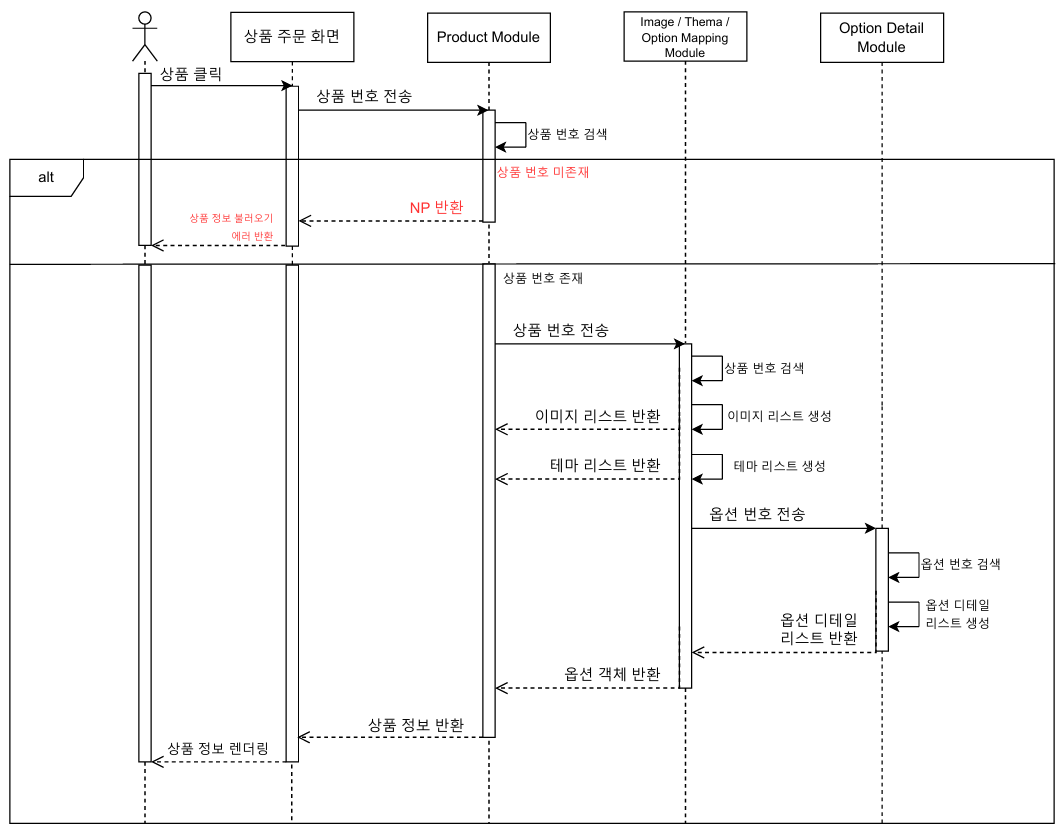 상품 주문 화면
Product Module
Image / Thema /
Option Mapping
Module
Option Detail
Module
상품 클릭
상품 번호 전송
상품 번호 검색
alt
상품 번호 미존재
NP 반환
상품 정보 불러오기
에러 반환
상품 번호 존재
상품 번호 전송
상품 번호 검색
이미지 리스트 반환
이미지 리스트 생성
테마 리스트 반환
테마 리스트 생성
옵션 번호 전송
옵션 번호 검색
옵션 디테일
리스트 생성
옵션 디테일
리스트 반환
옵션 객체 반환
상품 정보 반환
상품 정보 렌더링